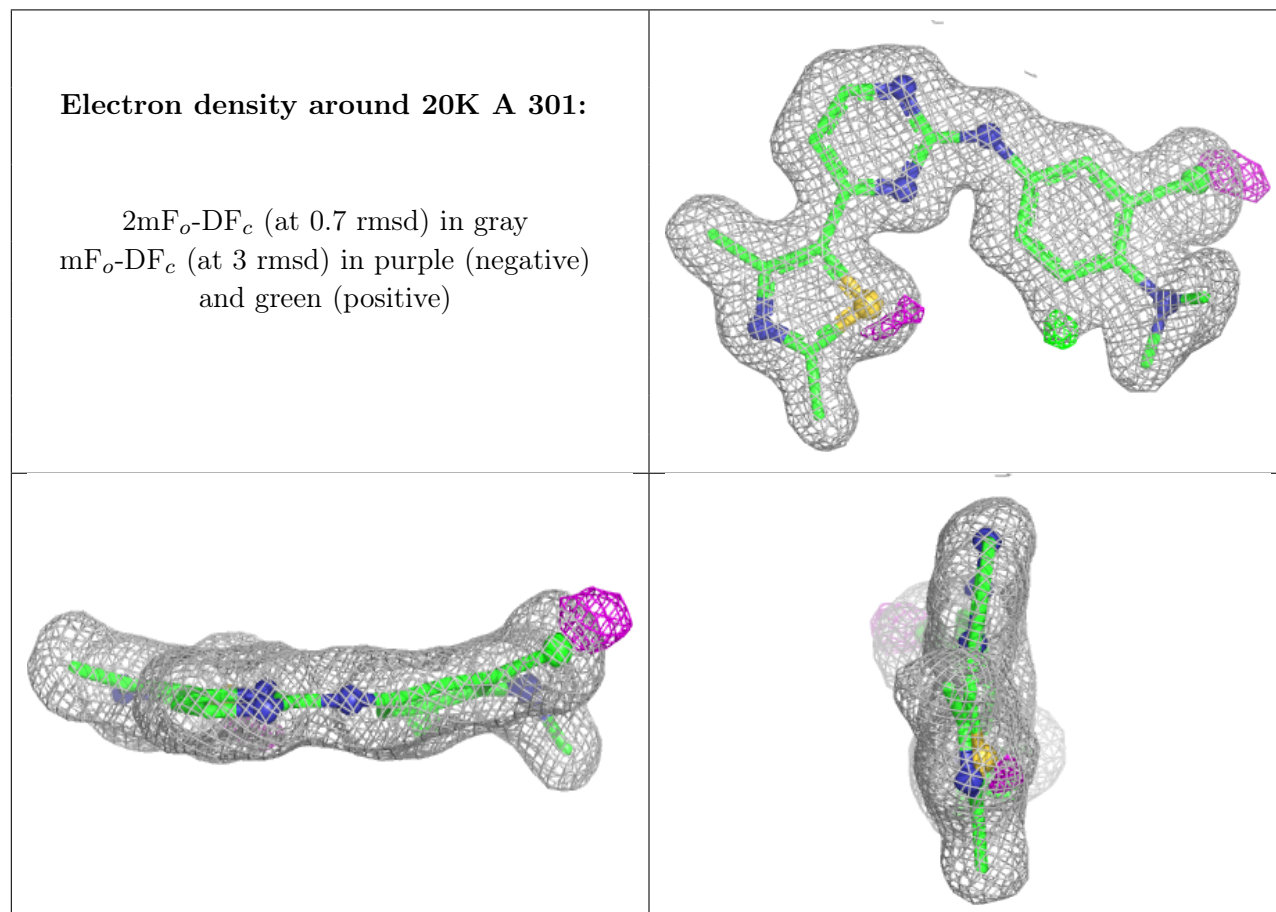 Electron density around 20K A 301:
2mFo-DFc (at 0.7 rmsd) in gray
mFo-DFc (at 3 rmsd) in purple (negative)
and green (positive)